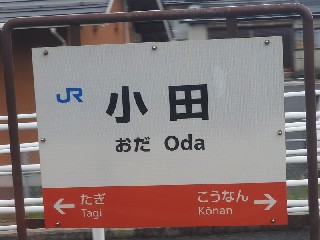 JR
小田
おだ Oda
← たぎ こうなん →
Tagi Kōnan